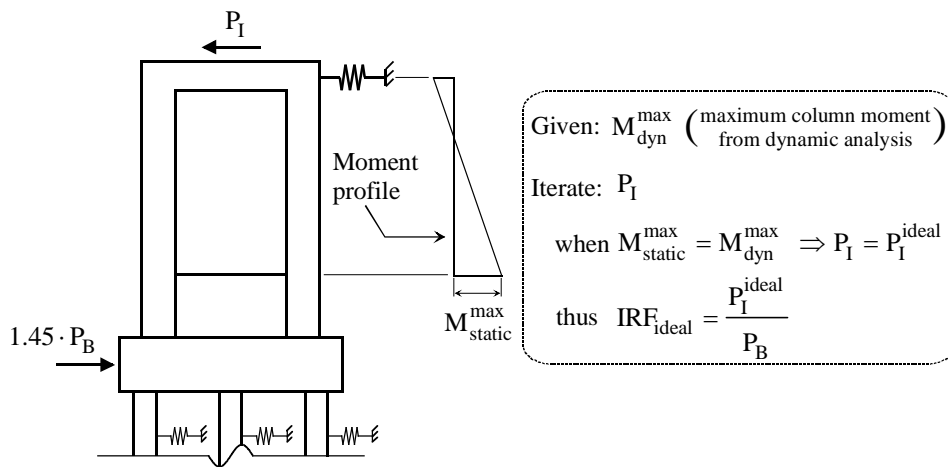 P_I
Moment
profile
1.45 · P_B
M_static^max
Given: M_dyn^max (maximum column moment
from dynamic analysis)
Iterate: P_I
when M_static^max = M_dyn^max ⇒ P_I = P_I^ideal
thus IRF_ideal = P_I^ideal / P_B